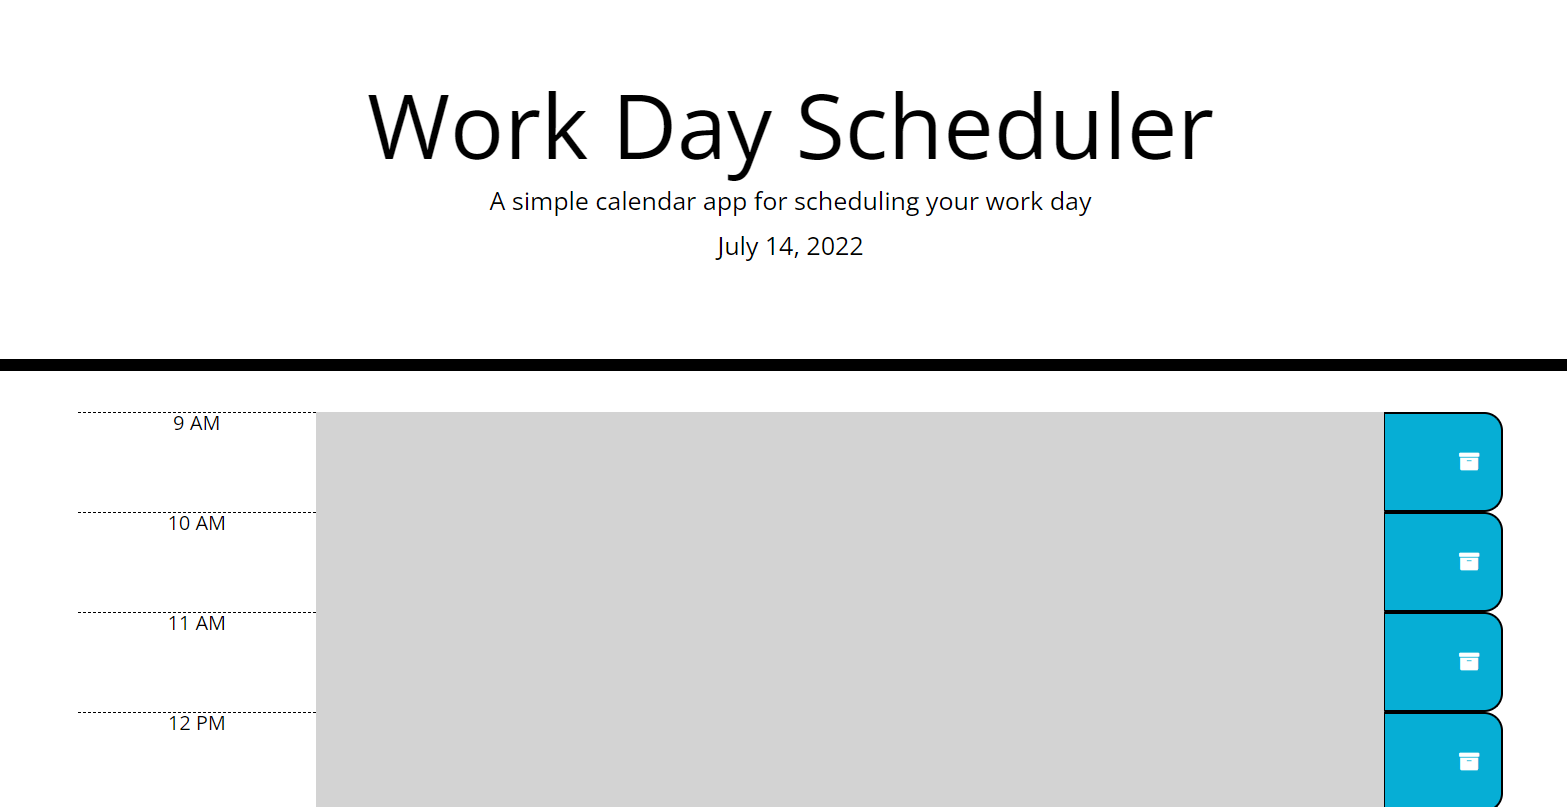 Work Day Scheduler
A simple calendar app for scheduling your work day
July 14, 2022
9 AM
10 AM
11 AM
12 PM